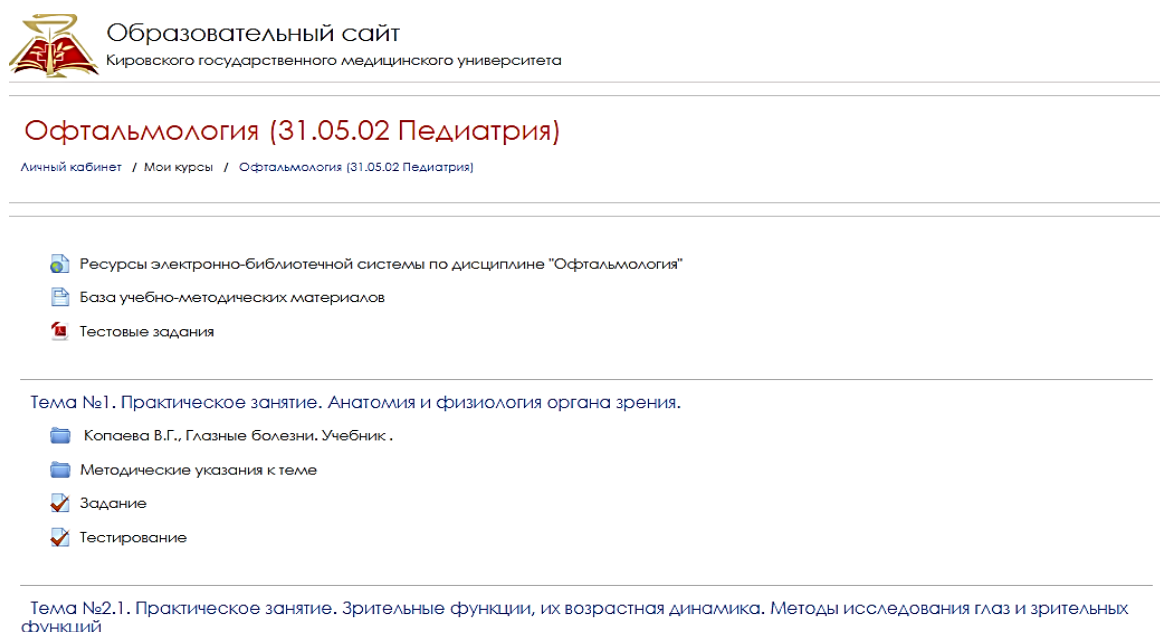 Образовательный сайт
Кировского государственного медицинского университета
Офтальмология (31.05.02 Педиатрия)
Личный кабинет / Мои курсы / Офтальмология (31.05.02 Педиатрия)
Ресурсы электронно-библиотечной системы по дисциплине "Офтальмология"
База учебно-методических материалов
Тестовые задания
Тема №1. Практическое занятие. Анатомия и физиология органа зрения.
Копаева В.Г., Глазные болезни. Учебник .
Методические указания к теме
Задание
Тестирование
Тема №2.1. Практическое занятие. Зрительные функции, их возрастная динамика. Методы исследования глаз и зрительных
функций